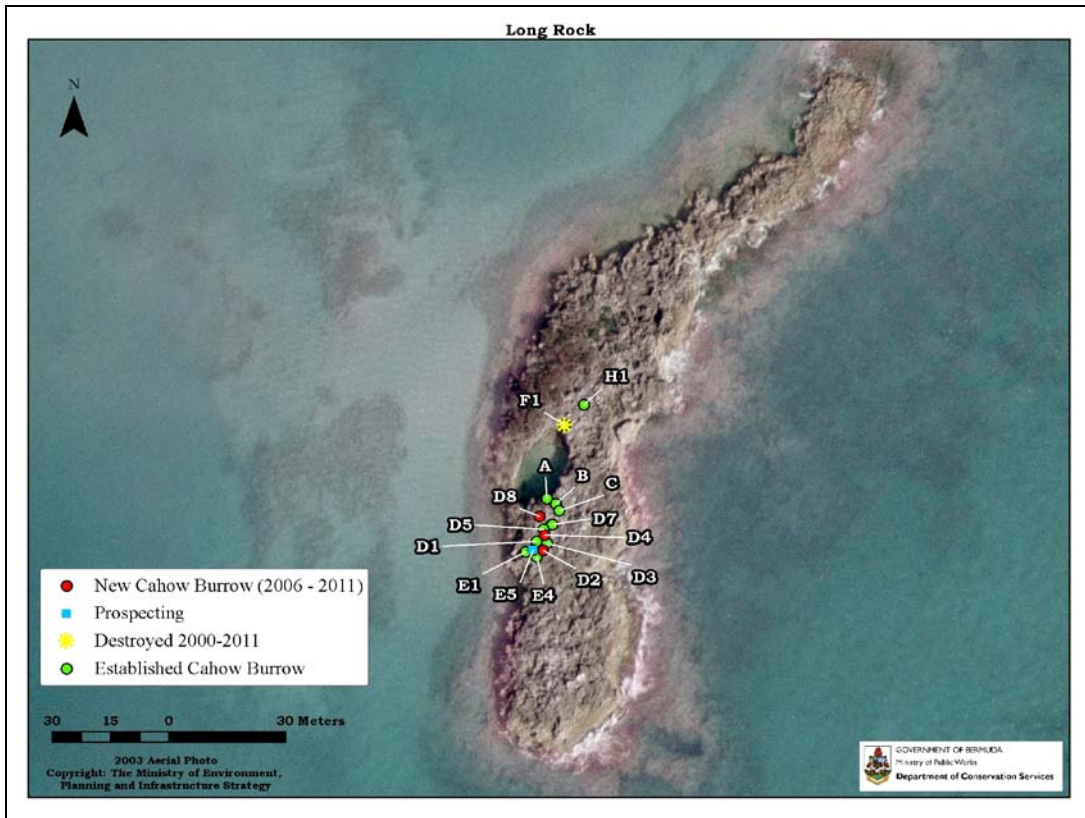 Long Rock
N
H1
F1
A
B
C
D8
D7
D5
D4
D1
D3
E1
D2
E5
E4
New Cahow Burrow (2006 - 2011)
Prospecting
Destroyed 2000-2011
Established Cahow Burrow
30 15 0 30 Meters
2003 Aerial Photo
Copyright: The Ministry of Environment,
Planning and Infrastructure Strategy
GOVERNMENT OF BERMUDA
Ministry of Public Works
Department of Conservation Services